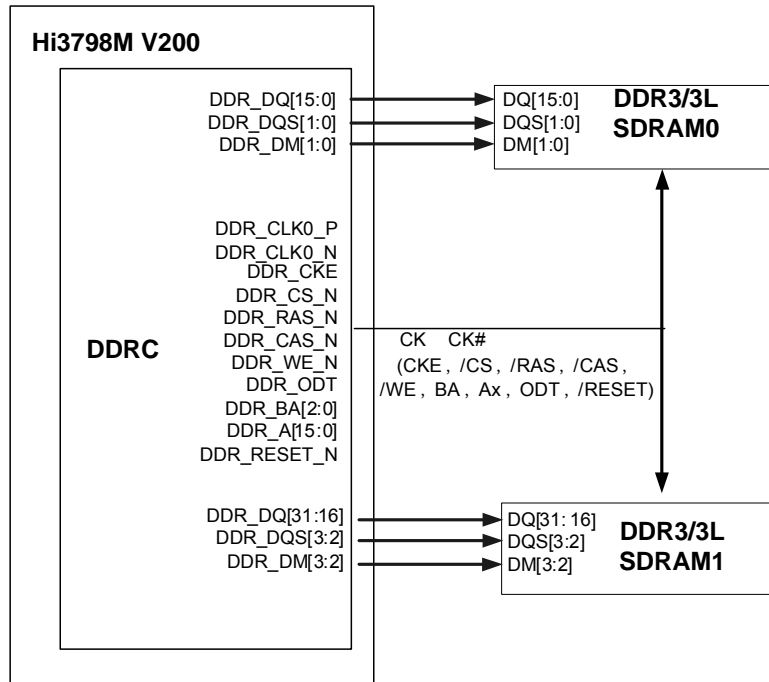 Hi3798M V200
DDR_DQ[15:0]
DDR_DQS[1:0]
DDR_DM[1:0]
DQ[15:0]
DQS[1:0]
DM[1:0]
DDR3/3L
SDRAM0
DDR_CLK0_P
DDR_CLK0_N
DDR_CKE
DDR_CS_N
DDR_RAS_N
DDR_CAS_N
DDR_WE_N
DDR_ODT
DDR_BA[2:0]
DDR_A[15:0]
DDR_RESET_N
DDRC
CK CK#
(CKE , /CS, /RAS, /CAS,
/WE , BA, Ax , ODT , /RESET)
DDR_DQ[31:16]
DDR_DQS[3:2]
DDR_DM[3:2]
DQ[31: 16]
DQS[3:2]
DM[3:2]
DDR3/3L
SDRAM1